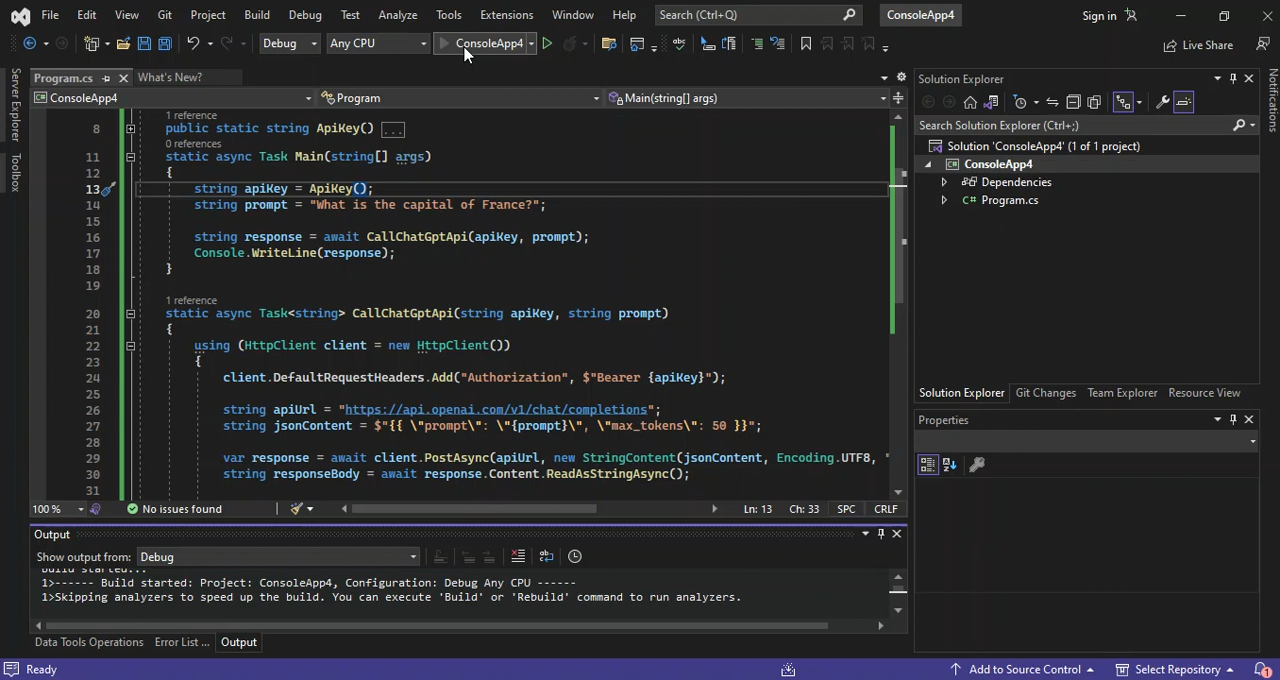 File Edit View Git Project Build Debug Test Analyze Tools Extensions Window Help Search (Ctrl+Q) ConsoleApp4 Sign in
Debug Any CPU ConsoleApp4 Live Share
Server Explorer
Toolbox
Program.cs What's New?
ConsoleApp4 Program Main(string[] args)
1 reference
8 public static string ApiKey() ...
0 references
11 static async Task Main(string[] args)
12 {
13 string apiKey = ApiKey();
14 string prompt = "What is the capital of France?";
15
16 string response = await CallChatGptApi(apiKey, prompt);
17 Console.WriteLine(response);
18 }
19
1 reference
20 static async Task<string> CallChatGptApi(string apiKey, string prompt)
21 {
22 using (HttpClient client = new HttpClient())
23 {
24 client.DefaultRequestHeaders.Add("Authorization", $"Bearer {apiKey}");
25
26 string apiUrl = "https://api.openai.com/v1/chat/completions";
27 string jsonContent = $"{{ \"prompt\": \"{prompt}\", \"max_tokens\": 50 }}";
28
29 var response = await client.PostAsync(apiUrl, new StringContent(jsonContent, Encoding.UTF8, "
30 string responseBody = await response.Content.ReadAsStringAsync();
31
100 % No issues found Ln: 13 Ch: 33 SPC CRLF
Output
Show output from: Debug
Build started...
1>------ Build started: Project: ConsoleApp4, Configuration: Debug Any CPU ------
1>Skipping analyzers to speed up the build. You can execute 'Build' or 'Rebuild' command to run analyzers.
Data Tools Operations Error List ... Output
Solution Explorer
Search Solution Explorer (Ctrl+;)
Solution 'ConsoleApp4' (1 of 1 project)
ConsoleApp4
Dependencies
C# Program.cs
Solution Explorer Git Changes Team Explorer Resource View
Properties
Notifications
Ready Add to Source Control Select Repository 1